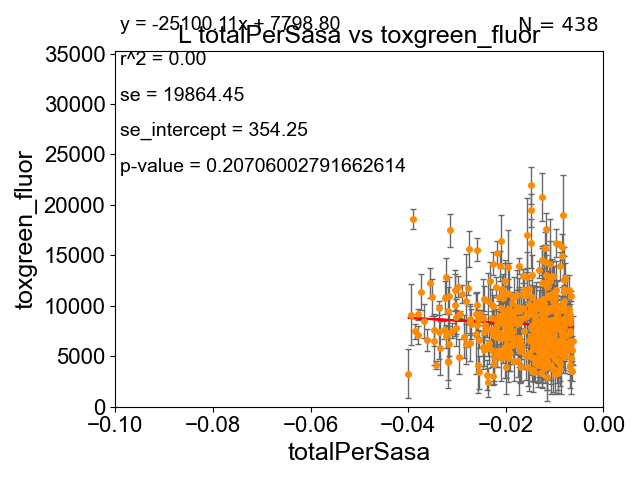 y = -25100.11x + 7798.80
N = 438
L totalPerSasa vs toxgreen_fluor
r^2 = 0.00
se = 19864.45
se_intercept = 354.25
p-value = 0.20706002791662614
35000
30000
25000
20000
15000
10000
5000
0
toxgreen_fluor
−0.10 −0.08 −0.06 −0.04 −0.02 0.00
totalPerSasa